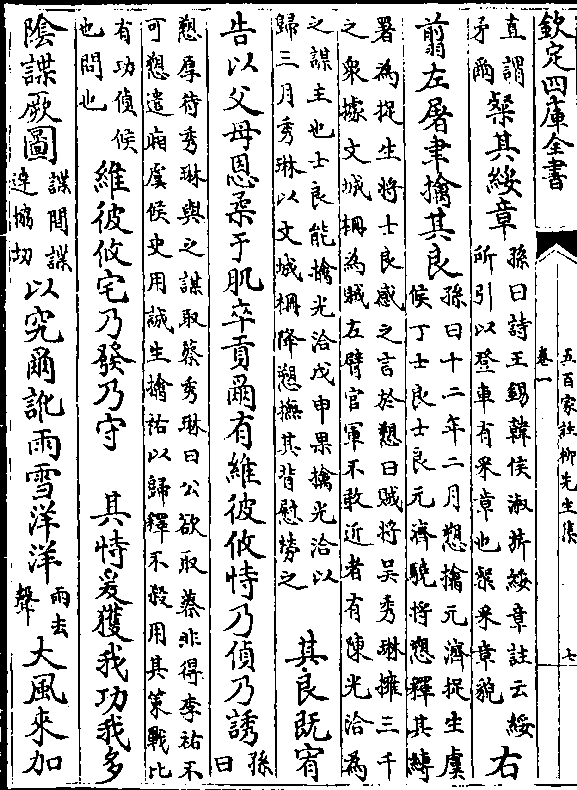 欽定四庫全書
五百家註柳先生集
卷一
七
直謂
矛爾
粲其綏章
孫曰詩王錫韓侯淑旂綏章註云綏
所引以登車有采章也粲采章貌
右
翦左屠聿擒其良
孫曰十二年二月愬擒元濟捉生虞
候丁士良士良元濟驍將愬釋其縛
署為捉生將士良感之言於愬曰賊將吳秀琳擁三千
之衆據文城柵為賊左臂官軍不敢近者有陳光洽為
之謀主也士良能擒光洽戊申果擒光洽以
歸三月秀琳以文城柵降愬撫其背慰勞之
其良既宥
告以父母恩柔于肌卒貢爾有維彼攸恃乃偵乃誘
孫
曰
愬厚待秀琳與之謀取蔡秀琳曰公欲取蔡非得李祐不
可愬遣廂虞候史用誠生擒祐以歸釋不殺用其策戰比
有功偵候
也問也
維彼攸宅乃發乃守　其恃爰獲我功我多
陰諜厥圖
諜間諜
達協切
以究爾訩雨雪洋洋
雨去
聲
大風來加